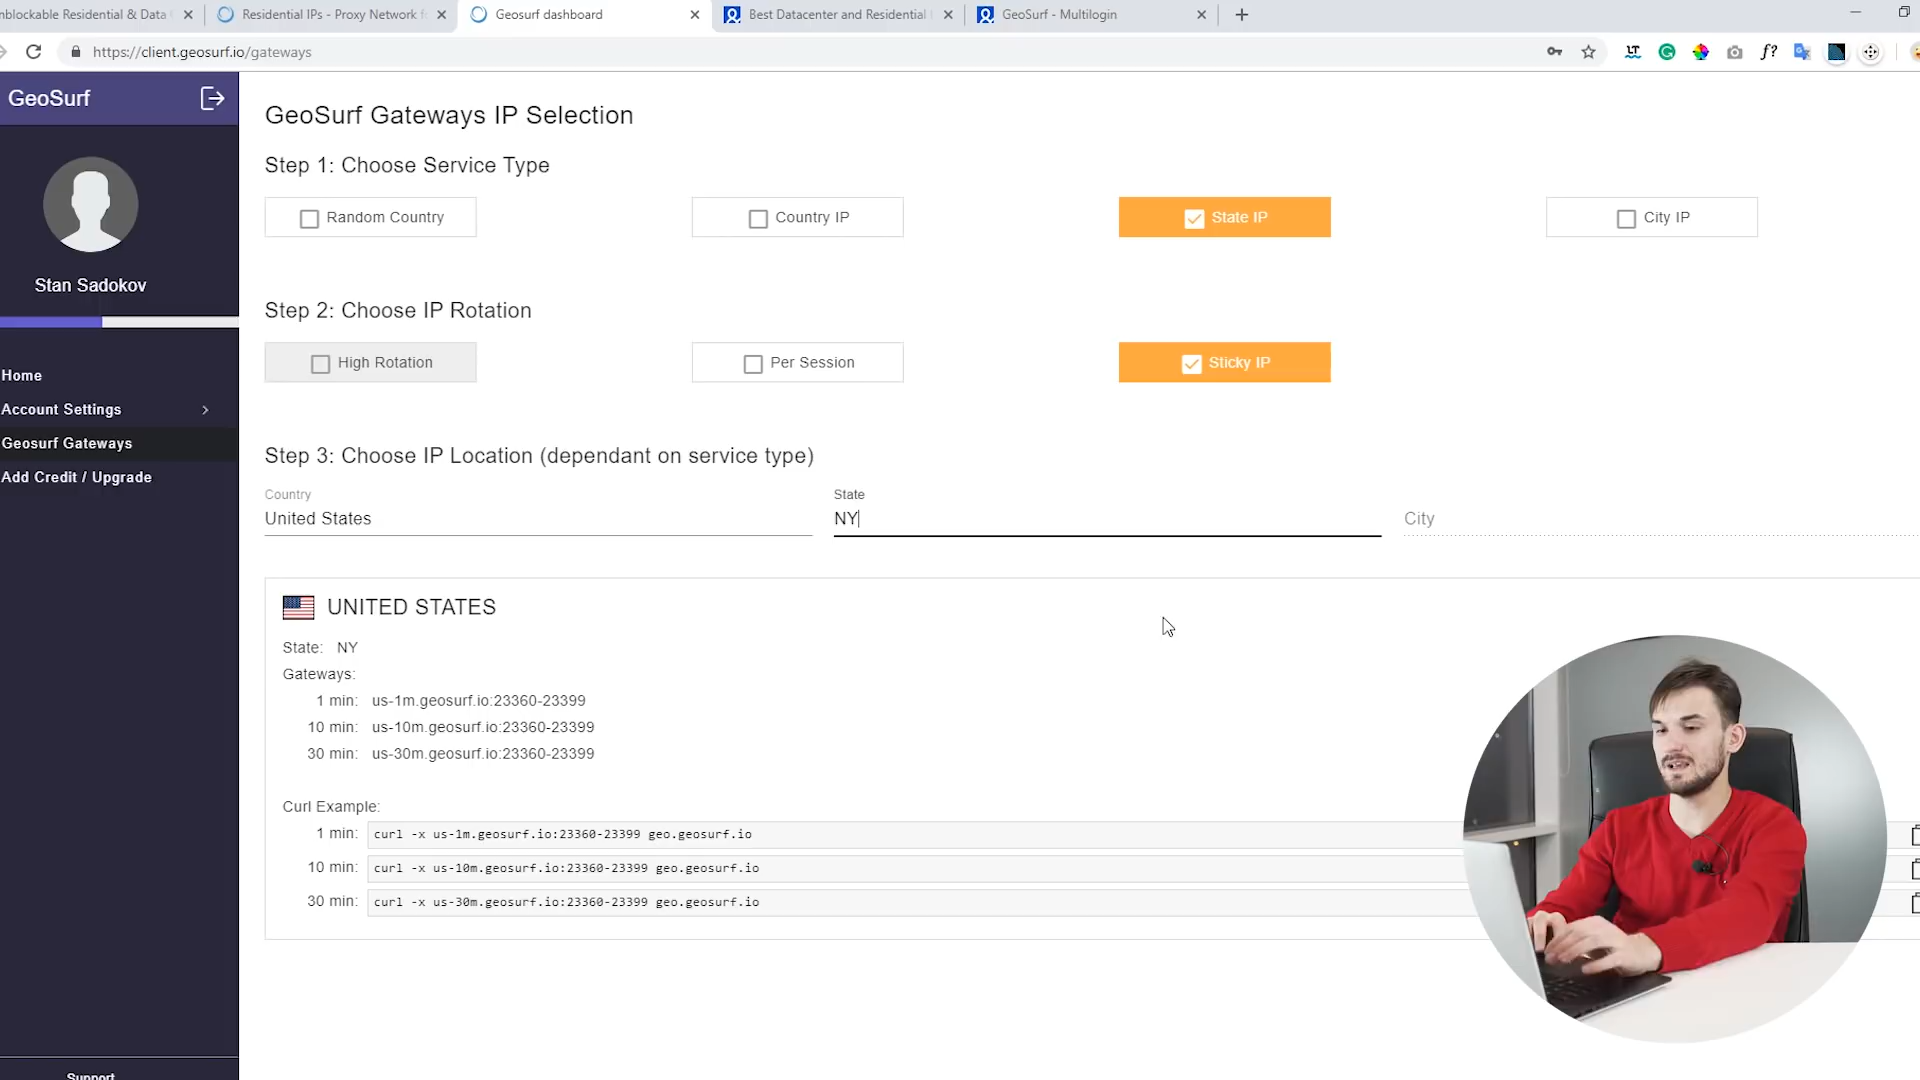 nblockable Residential & Data
Residential IPs - Proxy Network f
Geosurf dashboard
Best Datacenter and Residential
GeoSurf - Multilogin
https://client.geosurf.io/gateways
GeoSurf
Stan Sadokov
Home
Account Settings
Geosurf Gateways
Add Credit / Upgrade
Support
GeoSurf Gateways IP Selection
Step 1: Choose Service Type
Random Country
Country IP
State IP
City IP
Step 2: Choose IP Rotation
High Rotation
Per Session
Sticky IP
Step 3: Choose IP Location (dependant on service type)
Country
United States
State
NY
City
UNITED STATES
State: NY
Gateways:
1 min: us-1m.geosurf.io:23360-23399
10 min: us-10m.geosurf.io:23360-23399
30 min: us-30m.geosurf.io:23360-23399
Curl Example:
1 min: curl -x us-1m.geosurf.io:23360-23399 geo.geosurf.io
10 min: curl -x us-10m.geosurf.io:23360-23399 geo.geosurf.io
30 min: curl -x us-30m.geosurf.io:23360-23399 geo.geosurf.io